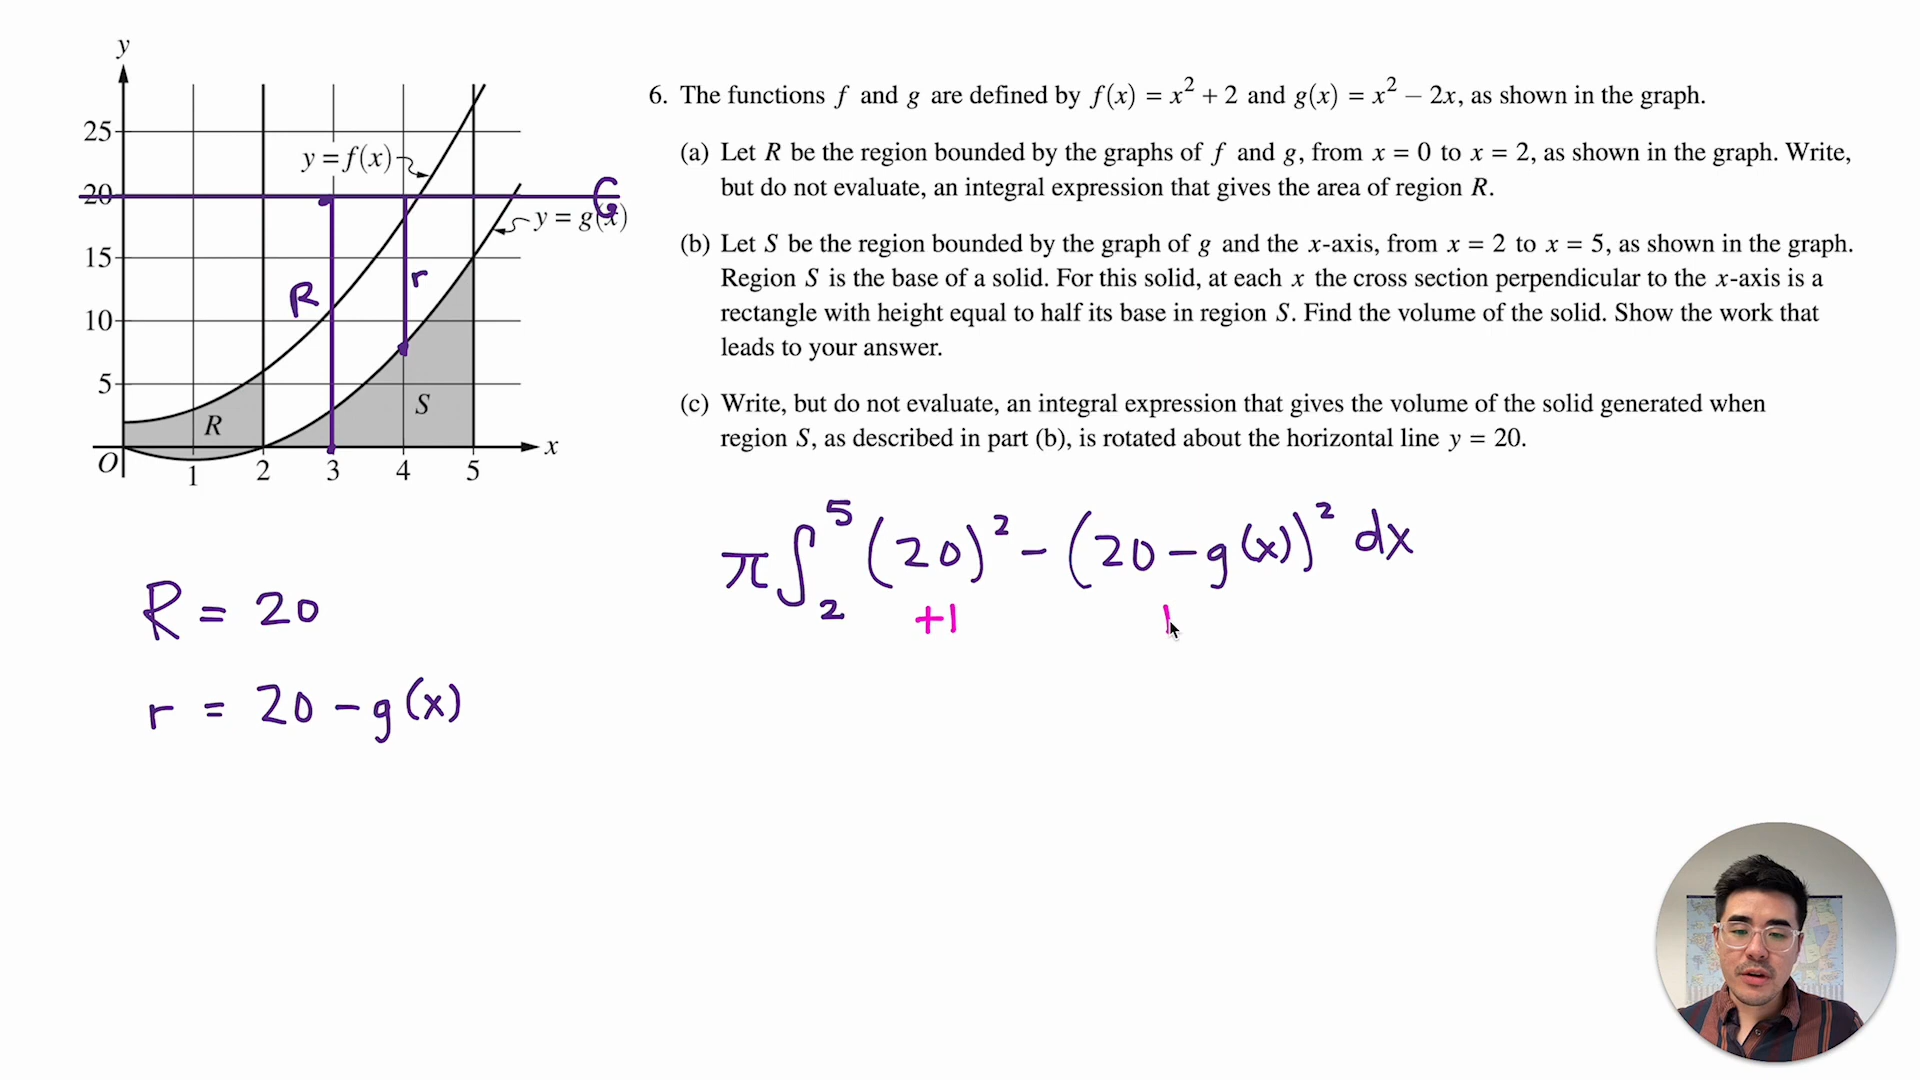 y
25
y = f(x)
20
y = g(x)
15
r
R
10
5
S
R
O
1 2 3 4 5
x
6. The functions f and g are defined by f(x) = x² + 2 and g(x) = x² − 2x, as shown in the graph.
(a) Let R be the region bounded by the graphs of f and g, from x = 0 to x = 2, as shown in the graph. Write,
but do not evaluate, an integral expression that gives the area of region R.
(b) Let S be the region bounded by the graph of g and the x-axis, from x = 2 to x = 5, as shown in the graph.
Region S is the base of a solid. For this solid, at each x the cross section perpendicular to the x-axis is a
rectangle with height equal to half its base in region S. Find the volume of the solid. Show the work that
leads to your answer.
(c) Write, but do not evaluate, an integral expression that gives the volume of the solid generated when
region S, as described in part (b), is rotated about the horizontal line y = 20.
π∫₂⁵ (20)² − (20 − g(x))² dx
+1
R = 20
r = 20 − g(x)